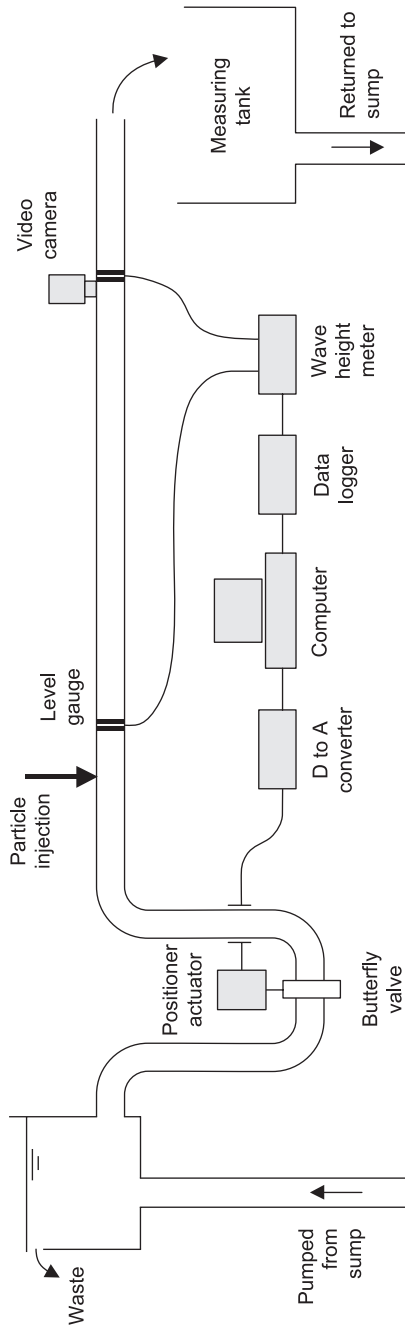 Waste
Pumped
from
sump
Positioner
actuator
Butterfly
valve
Particle
injection
Level
gauge
D to A
converter
Computer
Data
logger
Wave
height
meter
Video
camera
Measuring
tank
Returned to
sump